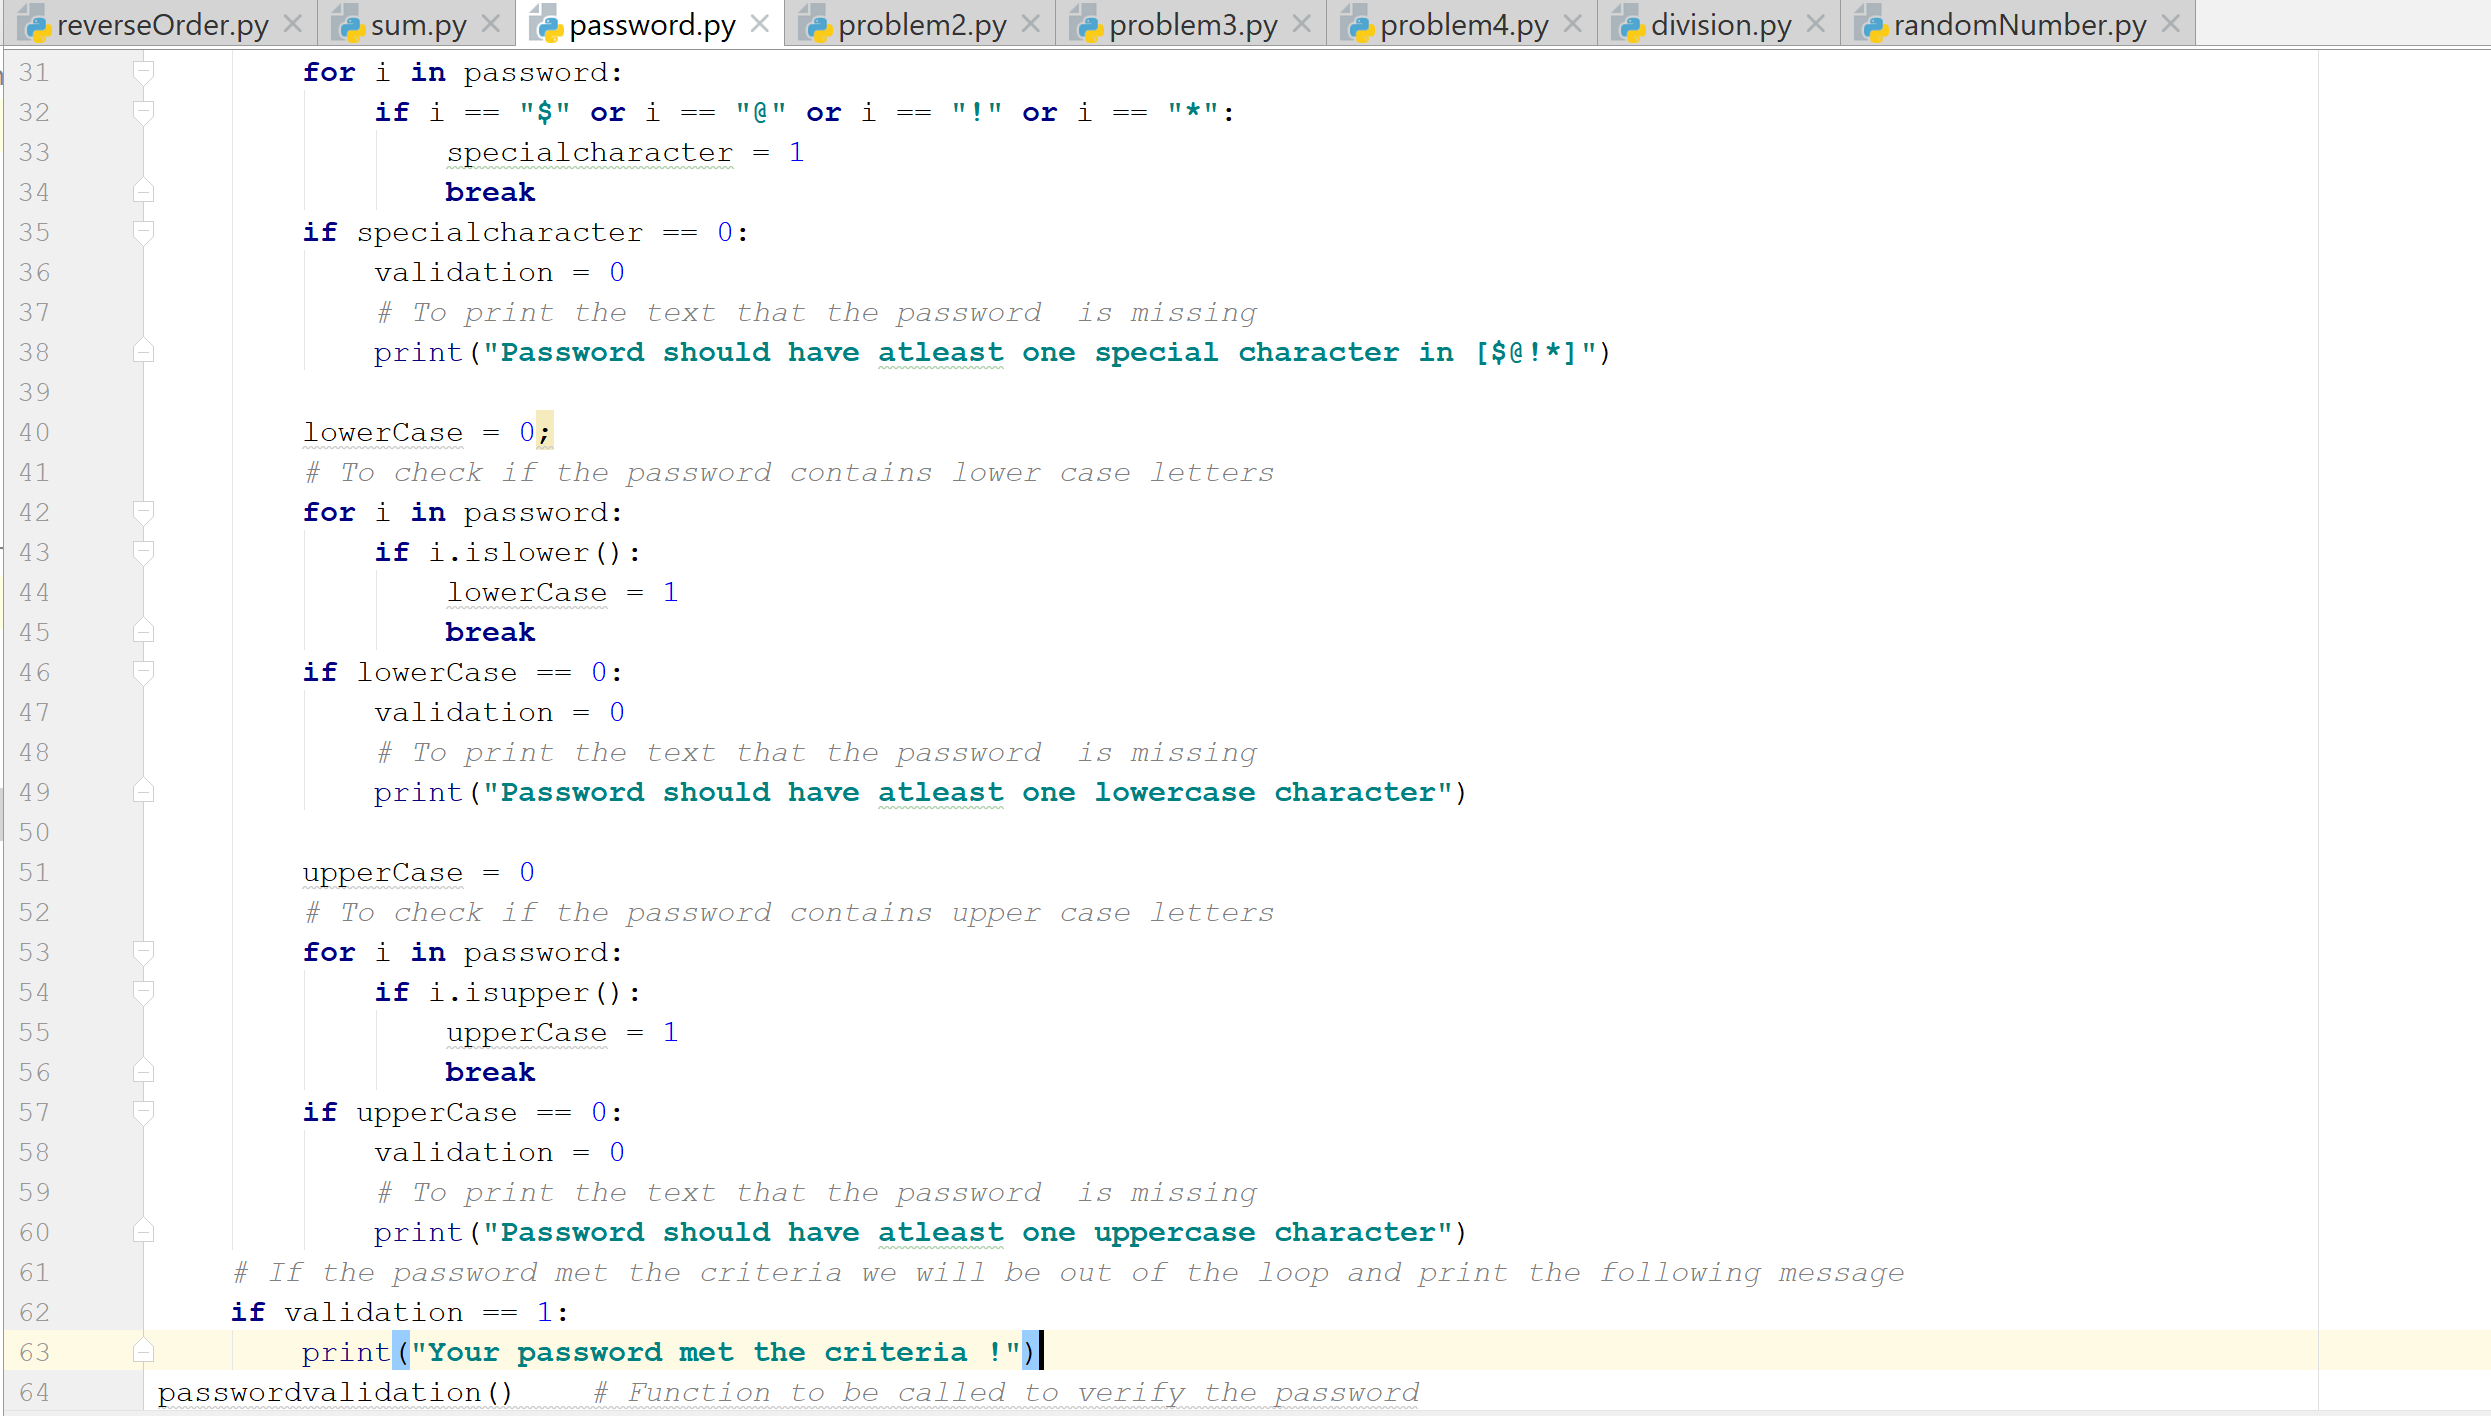 reverseOrder.py sum.py password.py problem2.py problem3.py problem4.py division.py randomNumber.py
31 for i in password:
32 if i == "$" or i == "@" or i == "!" or i == "*":
33 specialcharacter = 1
34 break
35 if specialcharacter == 0:
36 validation = 0
37 # To print the text that the password  is missing
38 print("Password should have atleast one special character in [$@!*]")
39
40 lowerCase = 0;
41 # To check if the password contains lower case letters
42 for i in password:
43 if i.islower():
44 lowerCase = 1
45 break
46 if lowerCase == 0:
47 validation = 0
48 # To print the text that the password  is missing
49 print("Password should have atleast one lowercase character")
50
51 upperCase = 0
52 # To check if the password contains upper case letters
53 for i in password:
54 if i.isupper():
55 upperCase = 1
56 break
57 if upperCase == 0:
58 validation = 0
59 # To print the text that the password  is missing
60 print("Password should have atleast one uppercase character")
61 # If the password met the criteria we will be out of the loop and print the following message
62 if validation == 1:
63 print("Your password met the criteria !")
64 passwordvalidation() # Function to be called to verify the password